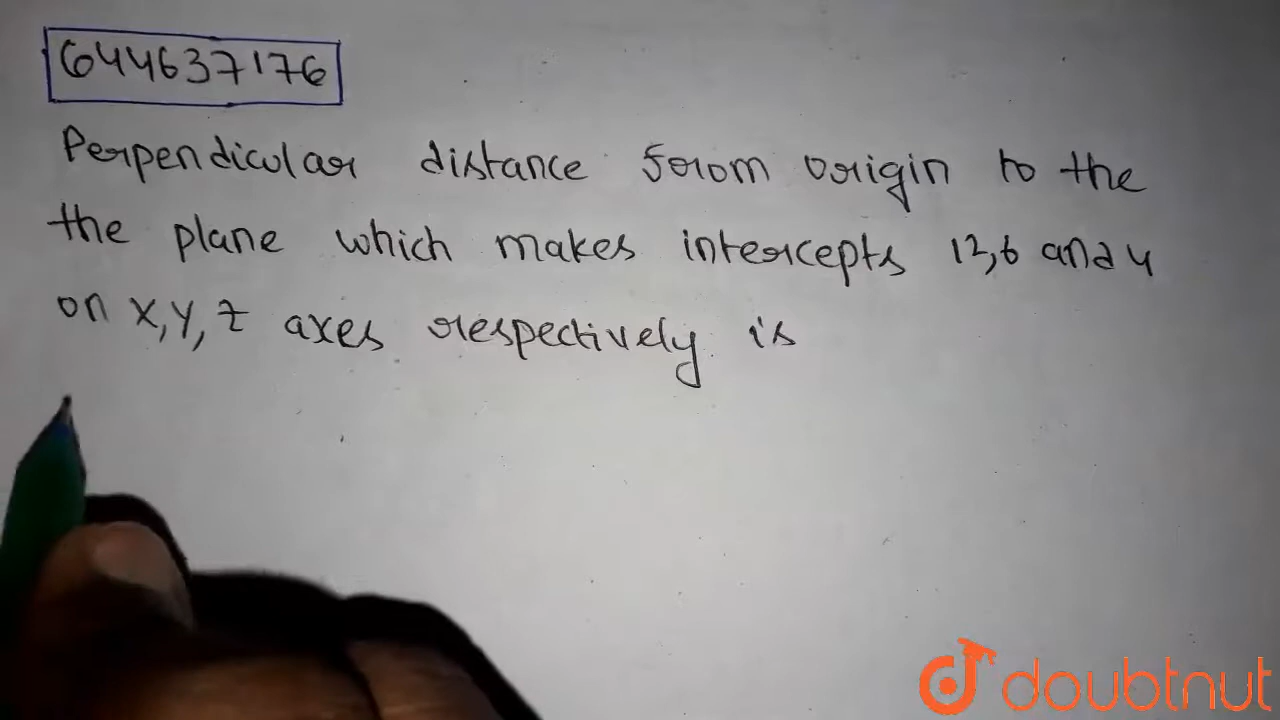 644637176
Perpendicular distance from origin to the
the plane which makes intercepts 12,6 and 4
on X,Y,Z axes respectively is
doubtnut